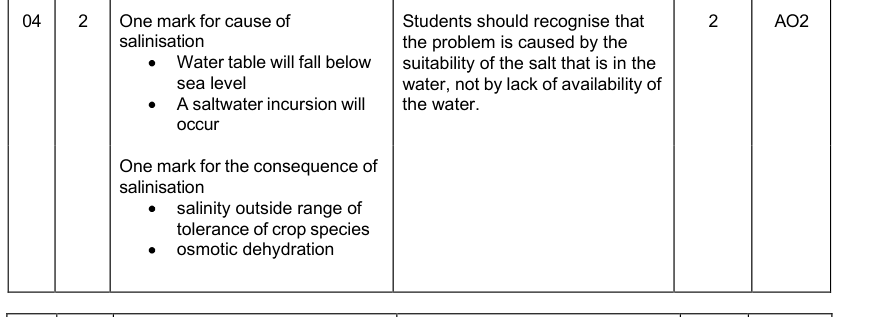 04
2
One mark for cause of
salinisation
• Water table will fall below
sea level
• A saltwater incursion will
occur
One mark for the consequence of
salinisation
• salinity outside range of
tolerance of crop species
• osmotic dehydration
Students should recognise that
the problem is caused by the
suitability of the salt that is in the
water, not by lack of availability of
the water.
2
AO2